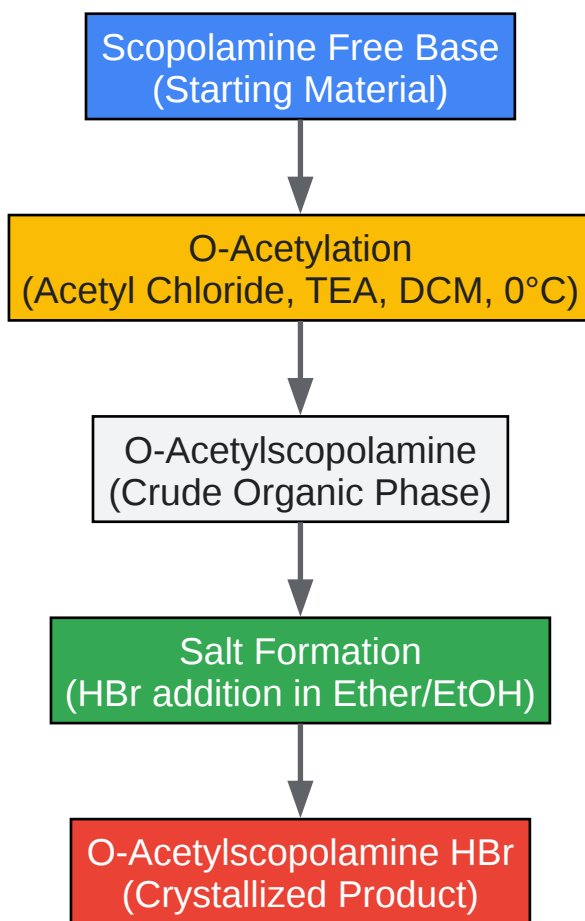 Scopolamine Free Base
(Starting Material)
O-Acetylation
(Acetyl Chloride, TEA, DCM, 0°C)
O-Acetylscopolamine
(Crude Organic Phase)
Salt Formation
(HBr addition in Ether/EtOH)
O-Acetylscopolamine HBr
(Crystallized Product)